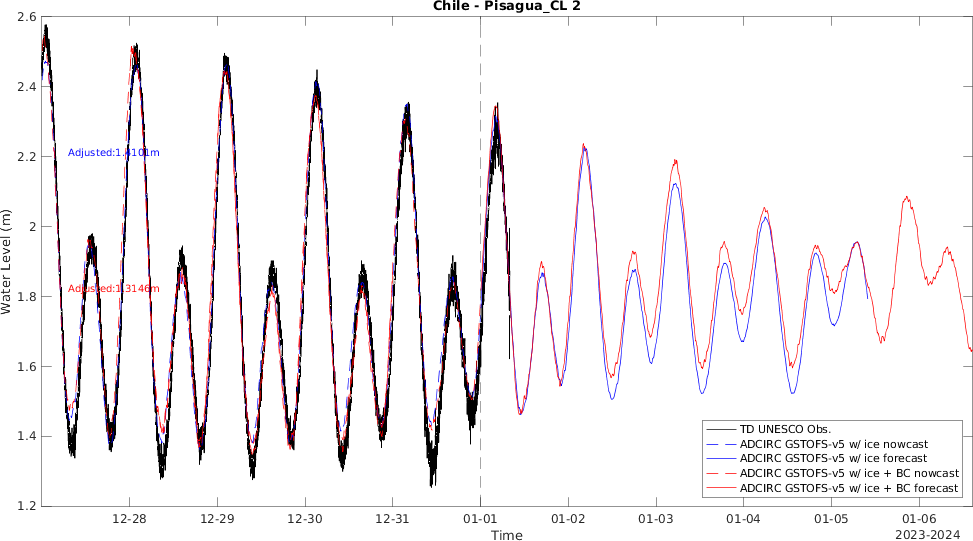 Chile - Pisagua_CL 2
2.6
2.4
2.2
2
1.8
1.6
1.4
1.2
Water Level (m)
Adjusted:1.4101m
Adjusted:1.3146m
TD UNESCO Obs.
ADCIRC GSTOFS-v5 w/ ice nowcast
ADCIRC GSTOFS-v5 w/ ice forecast
ADCIRC GSTOFS-v5 w/ ice + BC nowcast
ADCIRC GSTOFS-v5 w/ ice + BC forecast
12-28 12-29 12-30 12-31 01-01 01-02 01-03 01-04 01-05 01-06
Time
2023-2024